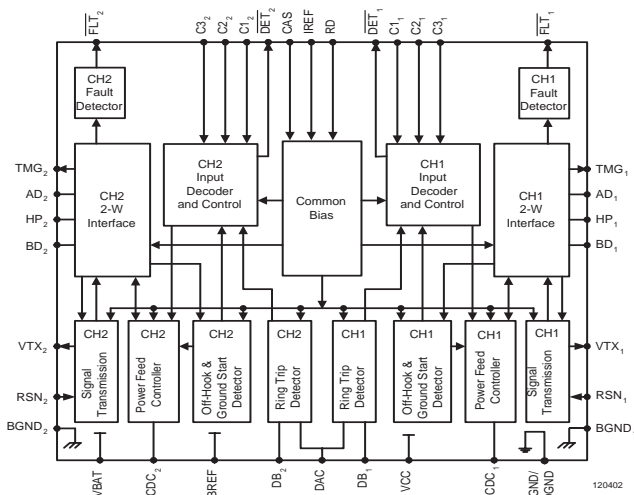 FLT2
C32
C22
C12
DET2
CAS
IREF
RD
DET1
C11
C21
C31
FLT1
CH2
Fault
Detector
CH1
Fault
Detector
TMG2
AD2
HP2
BD2
CH2
2-W
Interface
CH2
Input
Decoder
and Control
Common
Bias
CH1
Input
Decoder
and Control
CH1
2-W
Interface
TMG1
AD1
HP1
BD1
VTX2
RSN2
BGND2
CH2
Signal
Transmission
CH2
Power Feed
Controller
CH2
Off-Hook &
Ground Start
Detector
CH2
Ring Trip
Detector
CH1
Ring Trip
Detector
CH1
Off-Hook &
Ground Start
Detector
CH1
Power Feed
Controller
CH1
Signal
Transmission
VTX1
RSN1
BGND
VBAT
CDC2
BREF
DB2
DAC
DB1
VCC
CDC1
GND/
DGND
120402